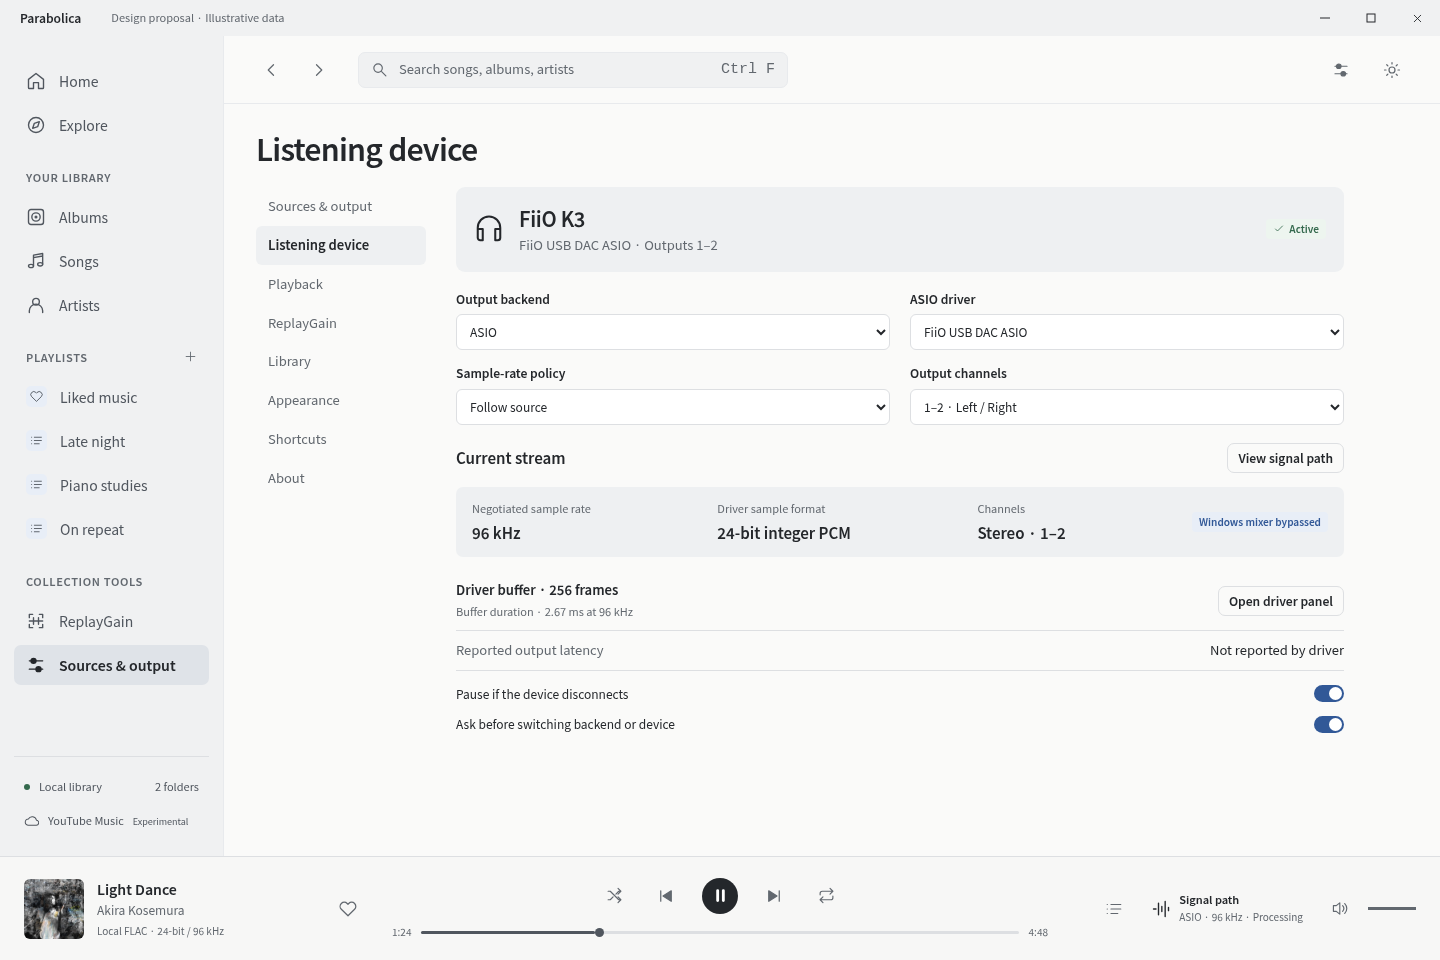 Parabolica
Design proposal · Illustrative data
Home
Explore
YOUR LIBRARY
Albums
Songs
Artists
PLAYLISTS
Liked music
Late night
Piano studies
On repeat
COLLECTION TOOLS
ReplayGain
Sources & output
Local library 2 folders
YouTube Music Experimental
Search songs, albums, artists Ctrl F
Listening device
Sources & output
Listening device
Playback
ReplayGain
Library
Appearance
Shortcuts
About
FiiO K3
FiiO USB DAC ASIO · Outputs 1–2
Active
Output backend
ASIO
ASIO driver
FiiO USB DAC ASIO
Sample-rate policy
Follow source
Output channels
1–2 · Left / Right
Current stream
View signal path
Negotiated sample rate
96 kHz
Driver sample format
24-bit integer PCM
Channels
Stereo · 1–2
Windows mixer bypassed
Driver buffer · 256 frames
Buffer duration · 2.67 ms at 96 kHz
Open driver panel
Reported output latency Not reported by driver
Pause if the device disconnects
Ask before switching backend or device
Light Dance
Akira Kosemura
Local FLAC · 24-bit / 96 kHz
1:24 4:48
Signal path
ASIO · 96 kHz · Processing